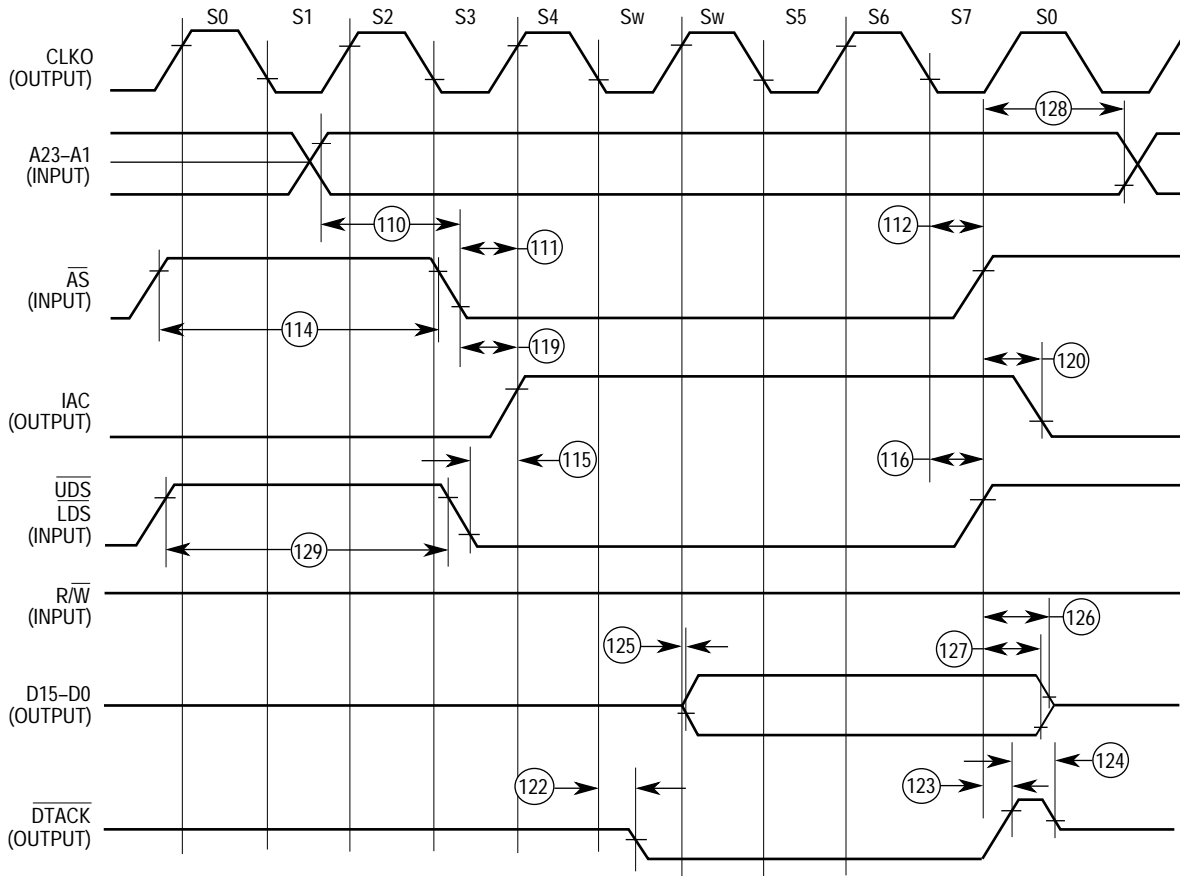 S0 S1 S2 S3 S4 Sw Sw S5 S6 S7 S0
CLKO
(OUTPUT)
128
A23–A1
(INPUT)
110
112
111
AS
(INPUT)
114
119
120
IAC
(OUTPUT)
115
116
UDS
LDS
(INPUT)
129
R/W
(INPUT)
126
125
127
D15–D0
(OUTPUT)
124
122
123
DTACK
(OUTPUT)